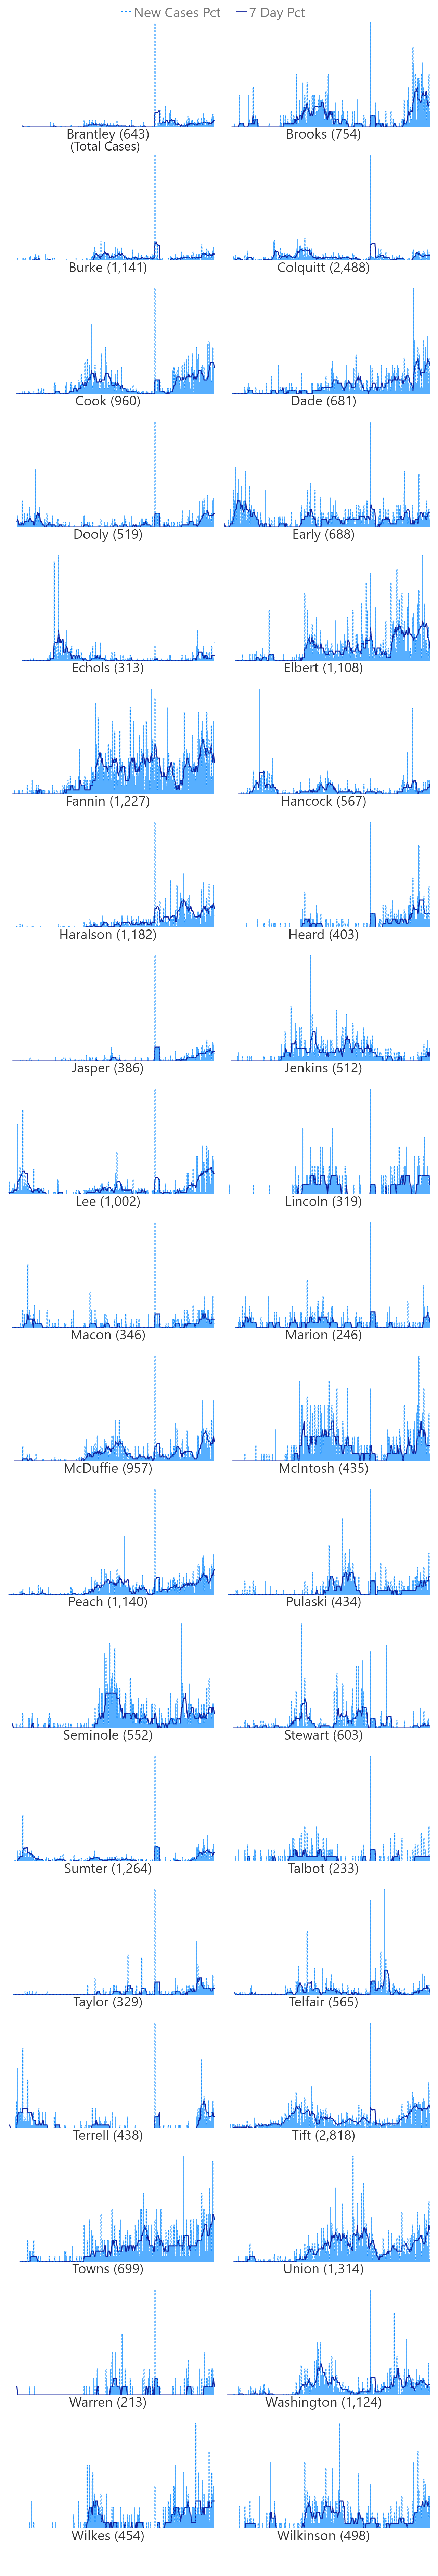 New Cases Pct 7 Day Pct
Brantley (643) Brooks (754)
(Total Cases)
Burke (1,141) Colquitt (2,488)
Cook (960) Dade (681)
Dooly (519) Early (688)
Echols (313) Elbert (1,108)
Fannin (1,227) Hancock (567)
Haralson (1,182) Heard (403)
Jasper (386) Jenkins (512)
Lee (1,002) Lincoln (319)
Macon (346) Marion (246)
McDuffie (957) McIntosh (435)
Peach (1,140) Pulaski (434)
Seminole (552) Stewart (603)
Sumter (1,264) Talbot (233)
Taylor (329) Telfair (565)
Terrell (438) Tift (2,818)
Towns (699) Union (1,314)
Warren (213) Washington (1,124)
Wilkes (454) Wilkinson (498)